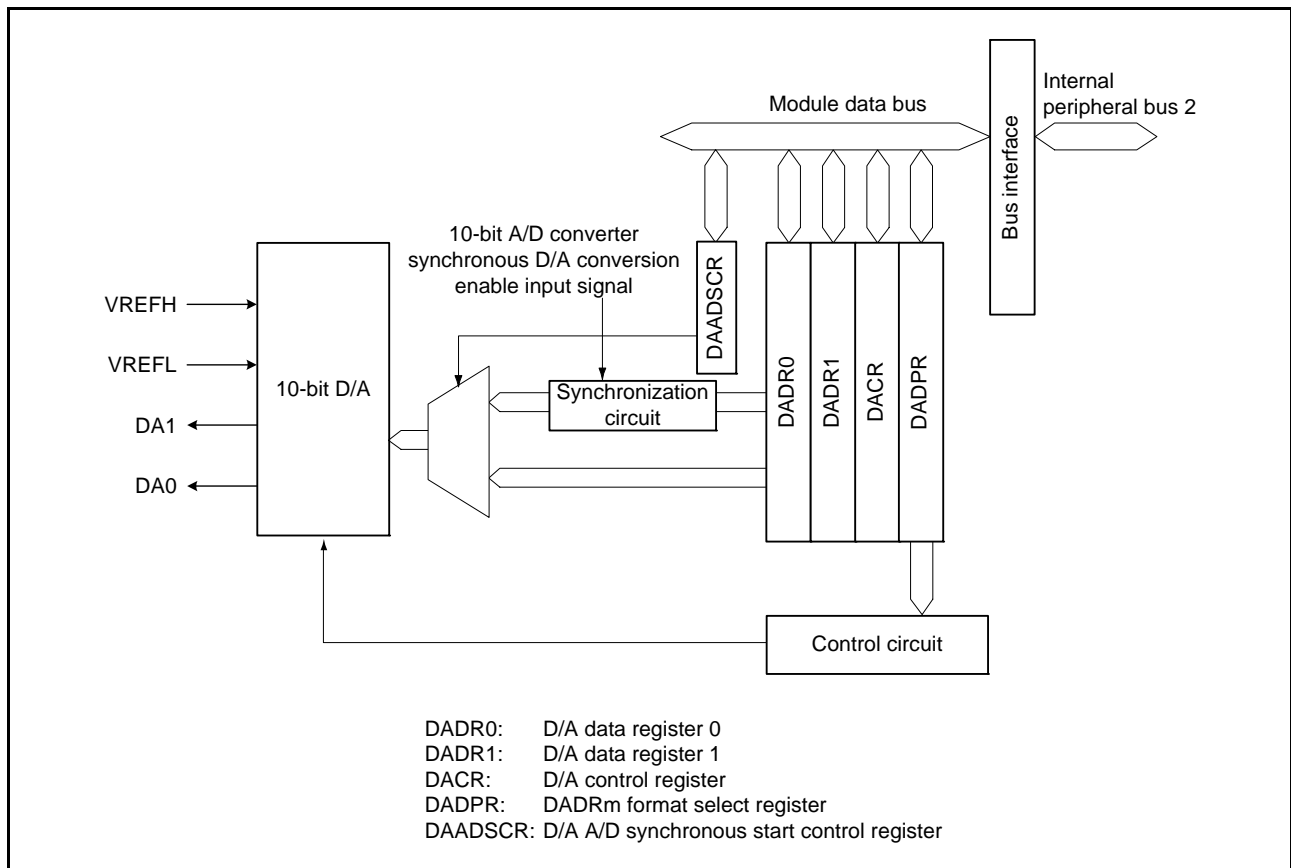 Internal
peripheral bus 2
Module data bus
Bus interface
10-bit A/D converter
synchronous D/A conversion
enable input signal
DAADSCR
VREFH
VREFL
DA1
DA0
10-bit D/A
Synchronization
circuit
DADR0
DADR1
DACR
DADPR
Control circuit
DADR0: D/A data register 0
DADR1: D/A data register 1
DACR: D/A control register
DADPR: DADRm format select register
DAADSCR: D/A A/D synchronous start control register